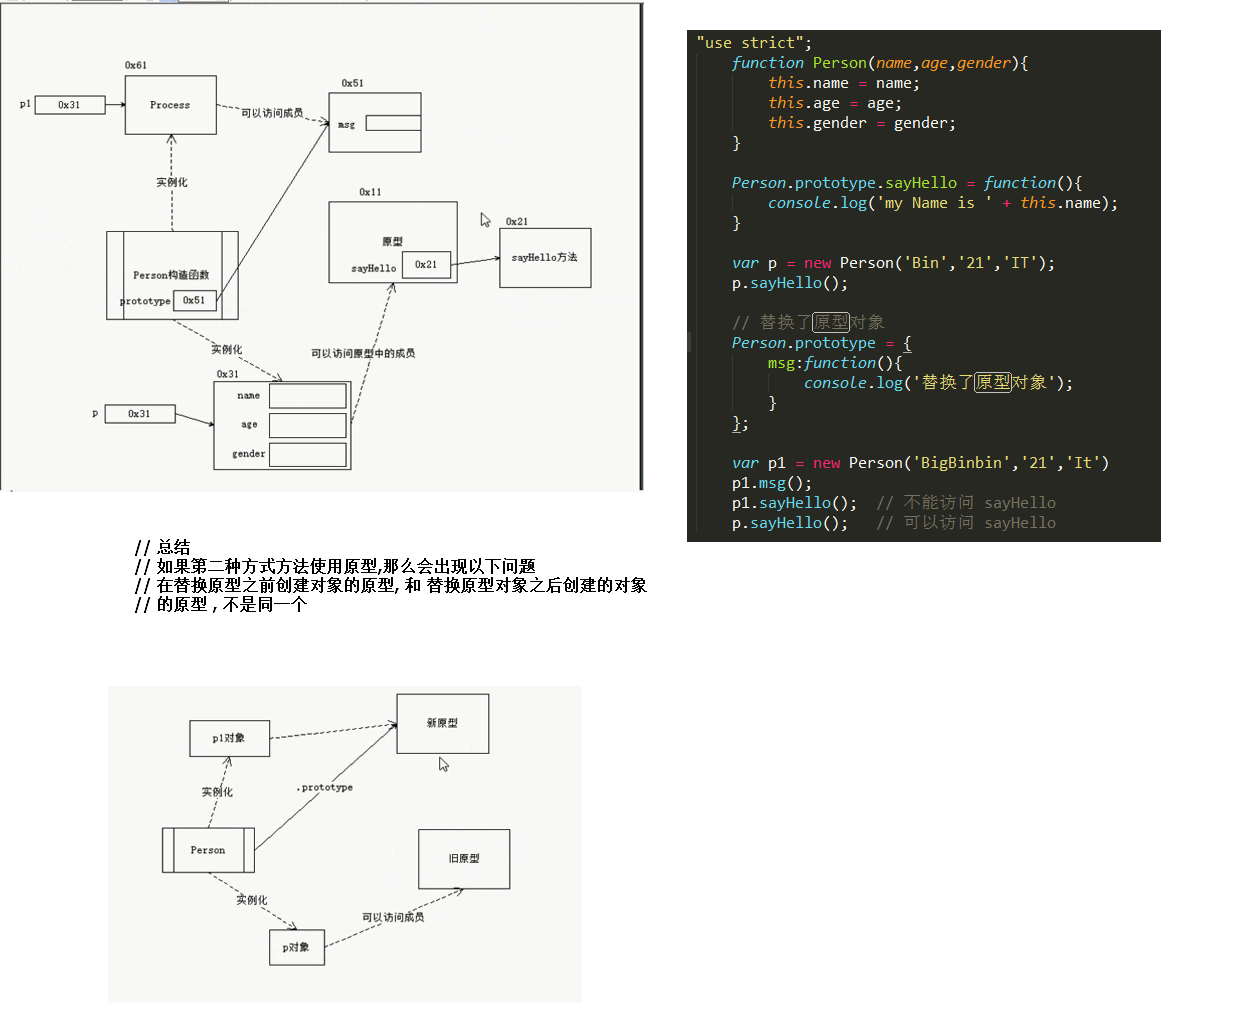 0x61
p1
0x31
Process
可以访问成员
0x51
msg
实例化
0x11
原型
sayHello
0x21
0x21
sayHello方法
Person构造函数
prototype
0x51
实例化
可以访问原型中的成员
0x31
p
0x31
name
age
gender
"use strict";
function Person(name,age,gender){
this.name = name;
this.age = age;
this.gender = gender;
}
Person.prototype.sayHello = function(){
console.log('my Name is ' + this.name);
}
var p = new Person('Bin','21','IT');
p.sayHello();
// 替换了原型对象
Person.prototype = {
msg:function(){
console.log('替换了原型对象');
}
};
var p1 = new Person('BigBinbin','21','It')
p1.msg();
p1.sayHello();  // 不能访问 sayHello
p.sayHello();   // 可以访问 sayHello
// 总结
// 如果第二种方式方法使用原型,那么会出现以下问题
// 在替换原型之前创建对象的原型, 和 替换原型对象之后创建的对象
// 的原型 , 不是同一个
p1对象
新原型
实例化
.prototype
Person
旧原型
实例化
可以访问成员
p对象